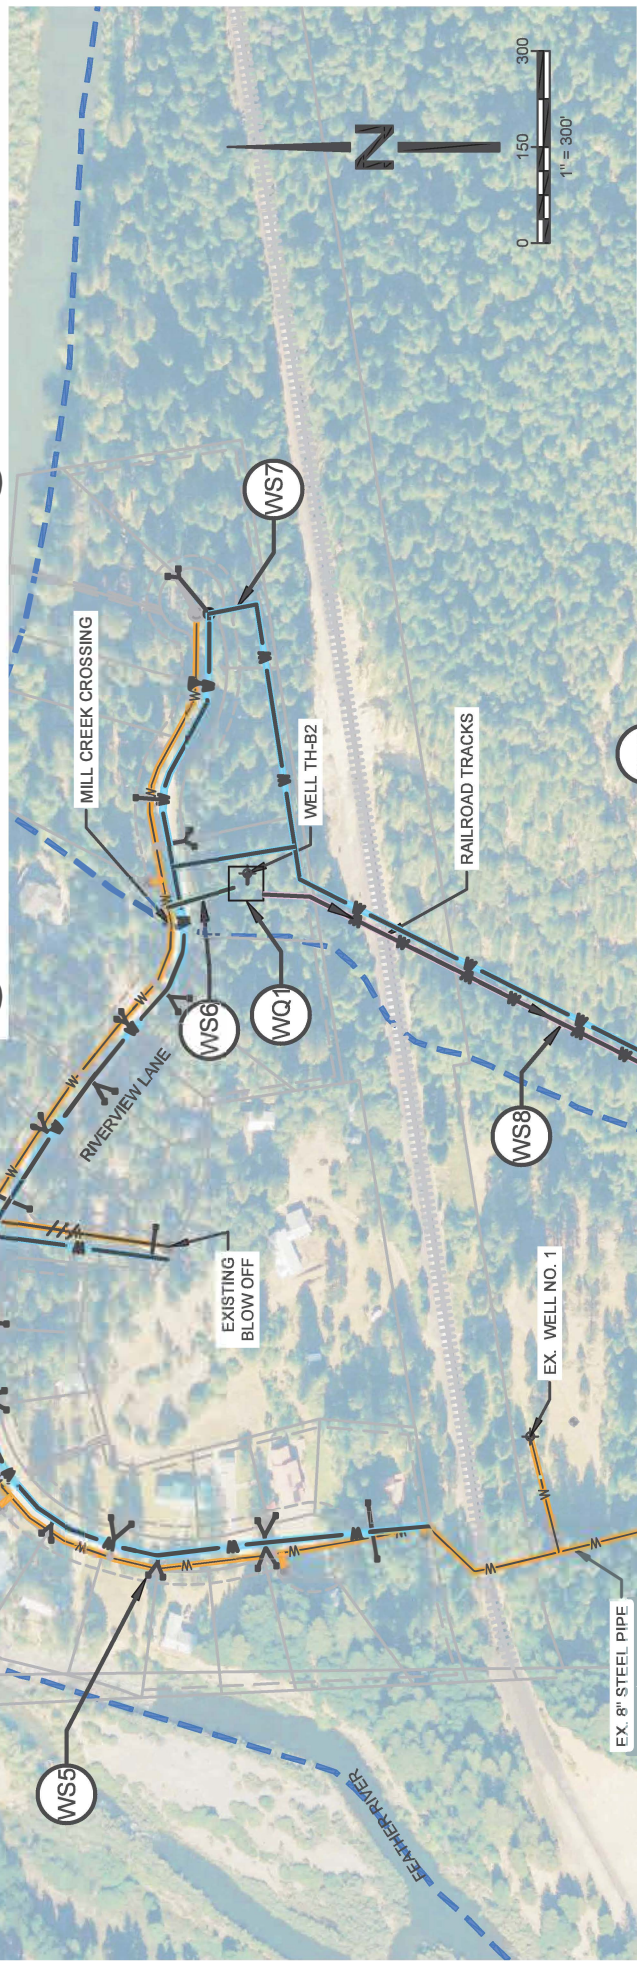 0
150
300
1" = 300'
N
WS7
MILL CREEK CROSSING
WELL TH-B2
RAILROAD TRACKS
WS6
WQ1
RIVERVIEW LANE
WS8
EXISTING
BLOW OFF
EX. WELL NO. 1
EX. 8" STEEL PIPE
WS5
FEATHER RIVER
W
W
W
W
W
W
W
W
W
W
W
W